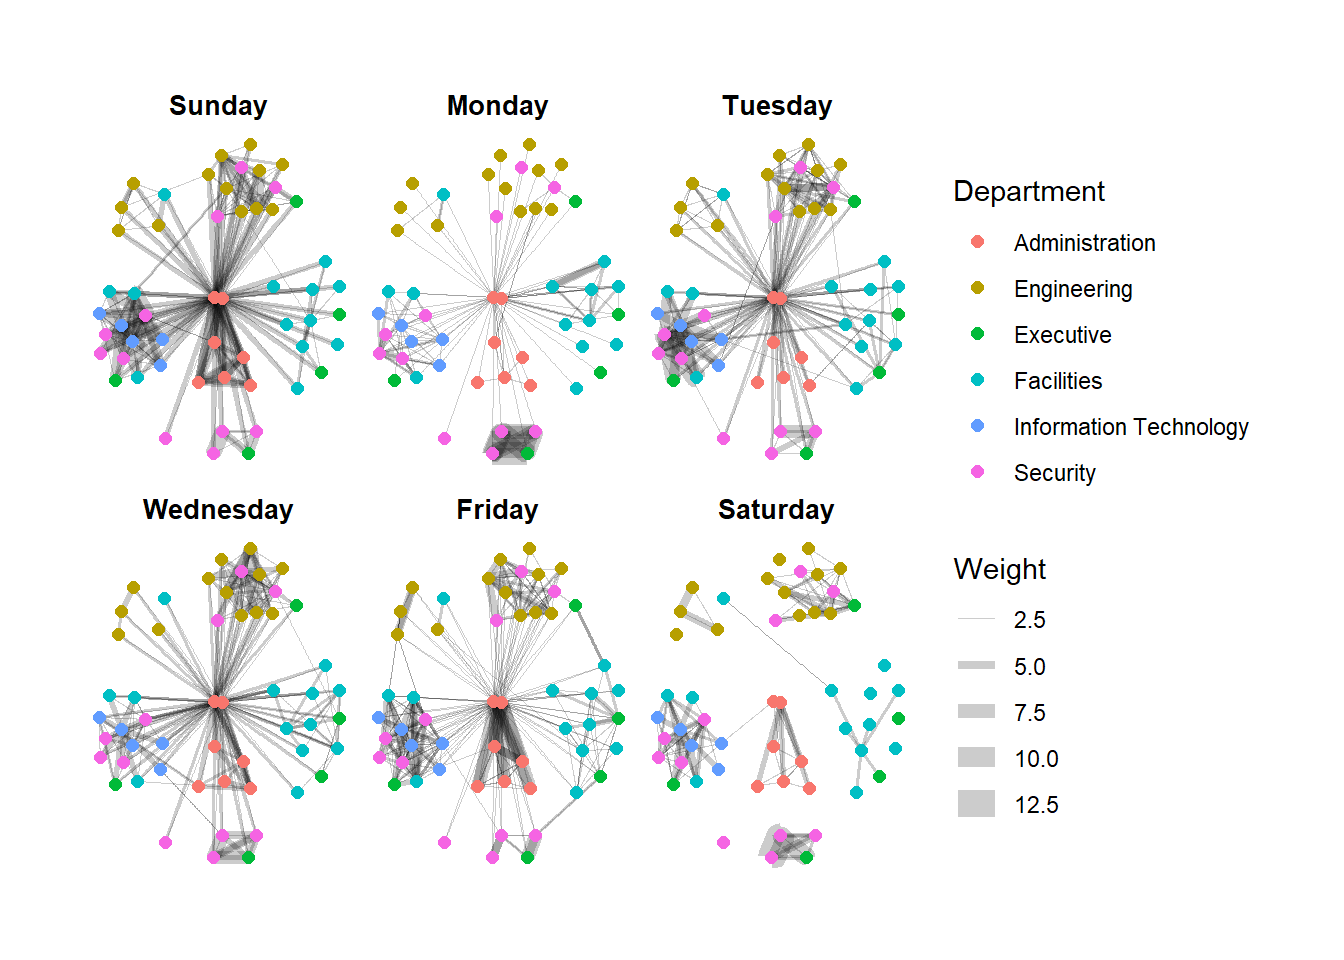 Sunday
Monday
Tuesday
Wednesday
Friday
Saturday
Department
Administration
Engineering
Executive
Facilities
Information Technology
Security
Weight
2.5
5.0
7.5
10.0
12.5